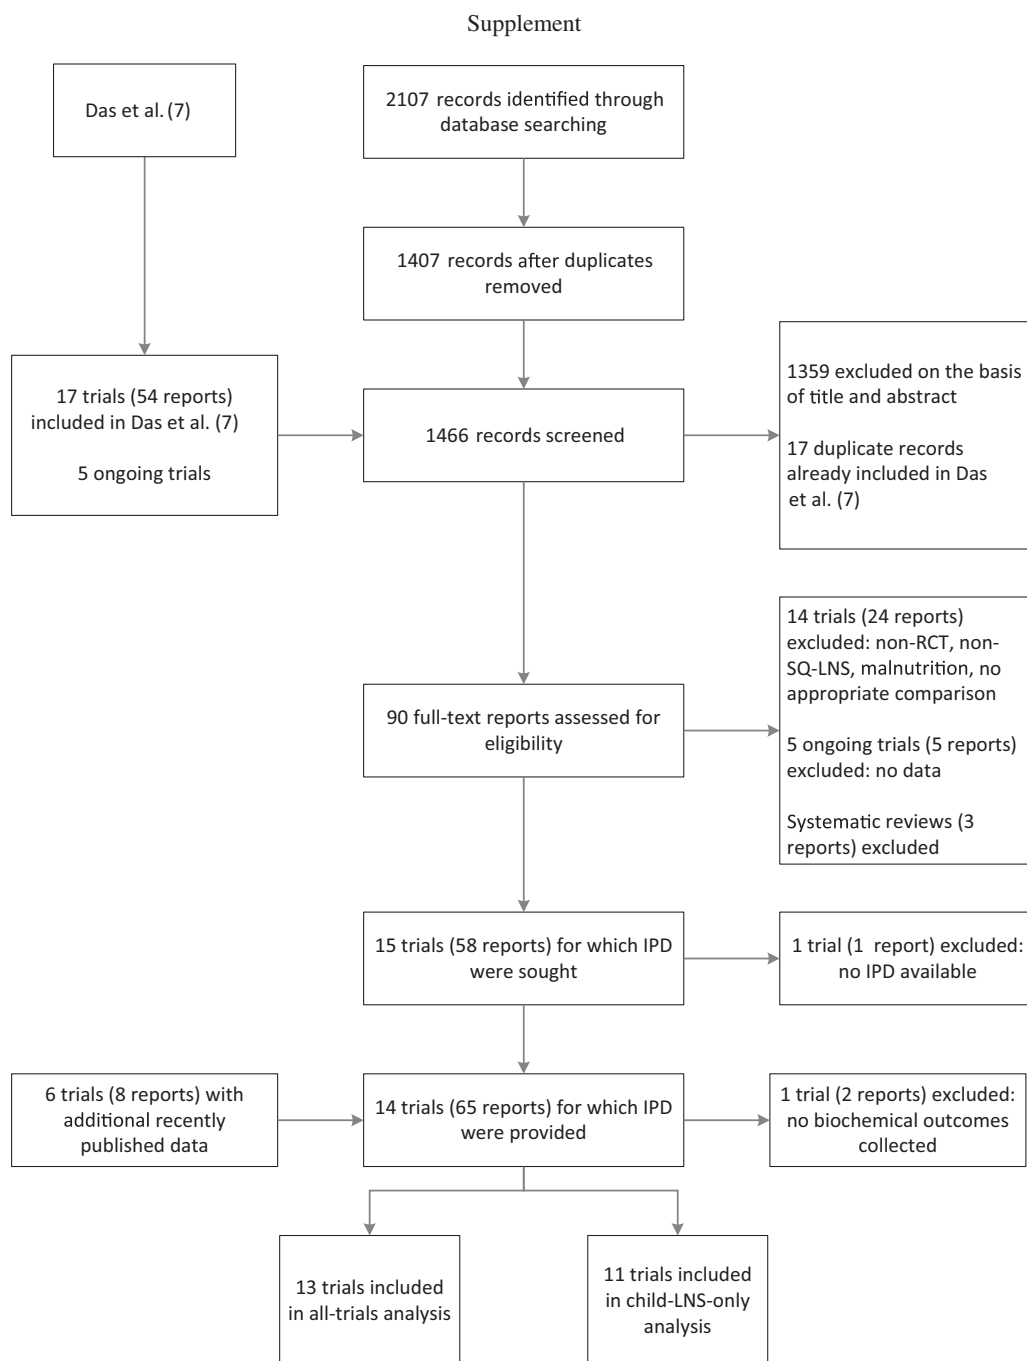 Supplement
Das et al. (7)
2107 records identified through
database searching
1407 records after duplicates
removed
17 trials (54 reports)
included in Das et al. (7)
5 ongoing trials
1466 records screened
1359 excluded on the basis
of title and abstract
17 duplicate records
already included in Das
et al. (7)
90 full-text reports assessed for
eligibility
14 trials (24 reports)
excluded: non-RCT, non-
SQ-LNS, malnutrition, no
appropriate comparison
5 ongoing trials (5 reports)
excluded: no data
Systematic reviews (3
reports) excluded
15 trials (58 reports) for which IPD
were sought
1 trial (1 report) excluded:
no IPD available
6 trials (8 reports) with
additional recently
published data
14 trials (65 reports) for which IPD
were provided
1 trial (2 reports) excluded:
no biochemical outcomes
collected
13 trials included
in all-trials analysis
11 trials included
in child-LNS-only
analysis